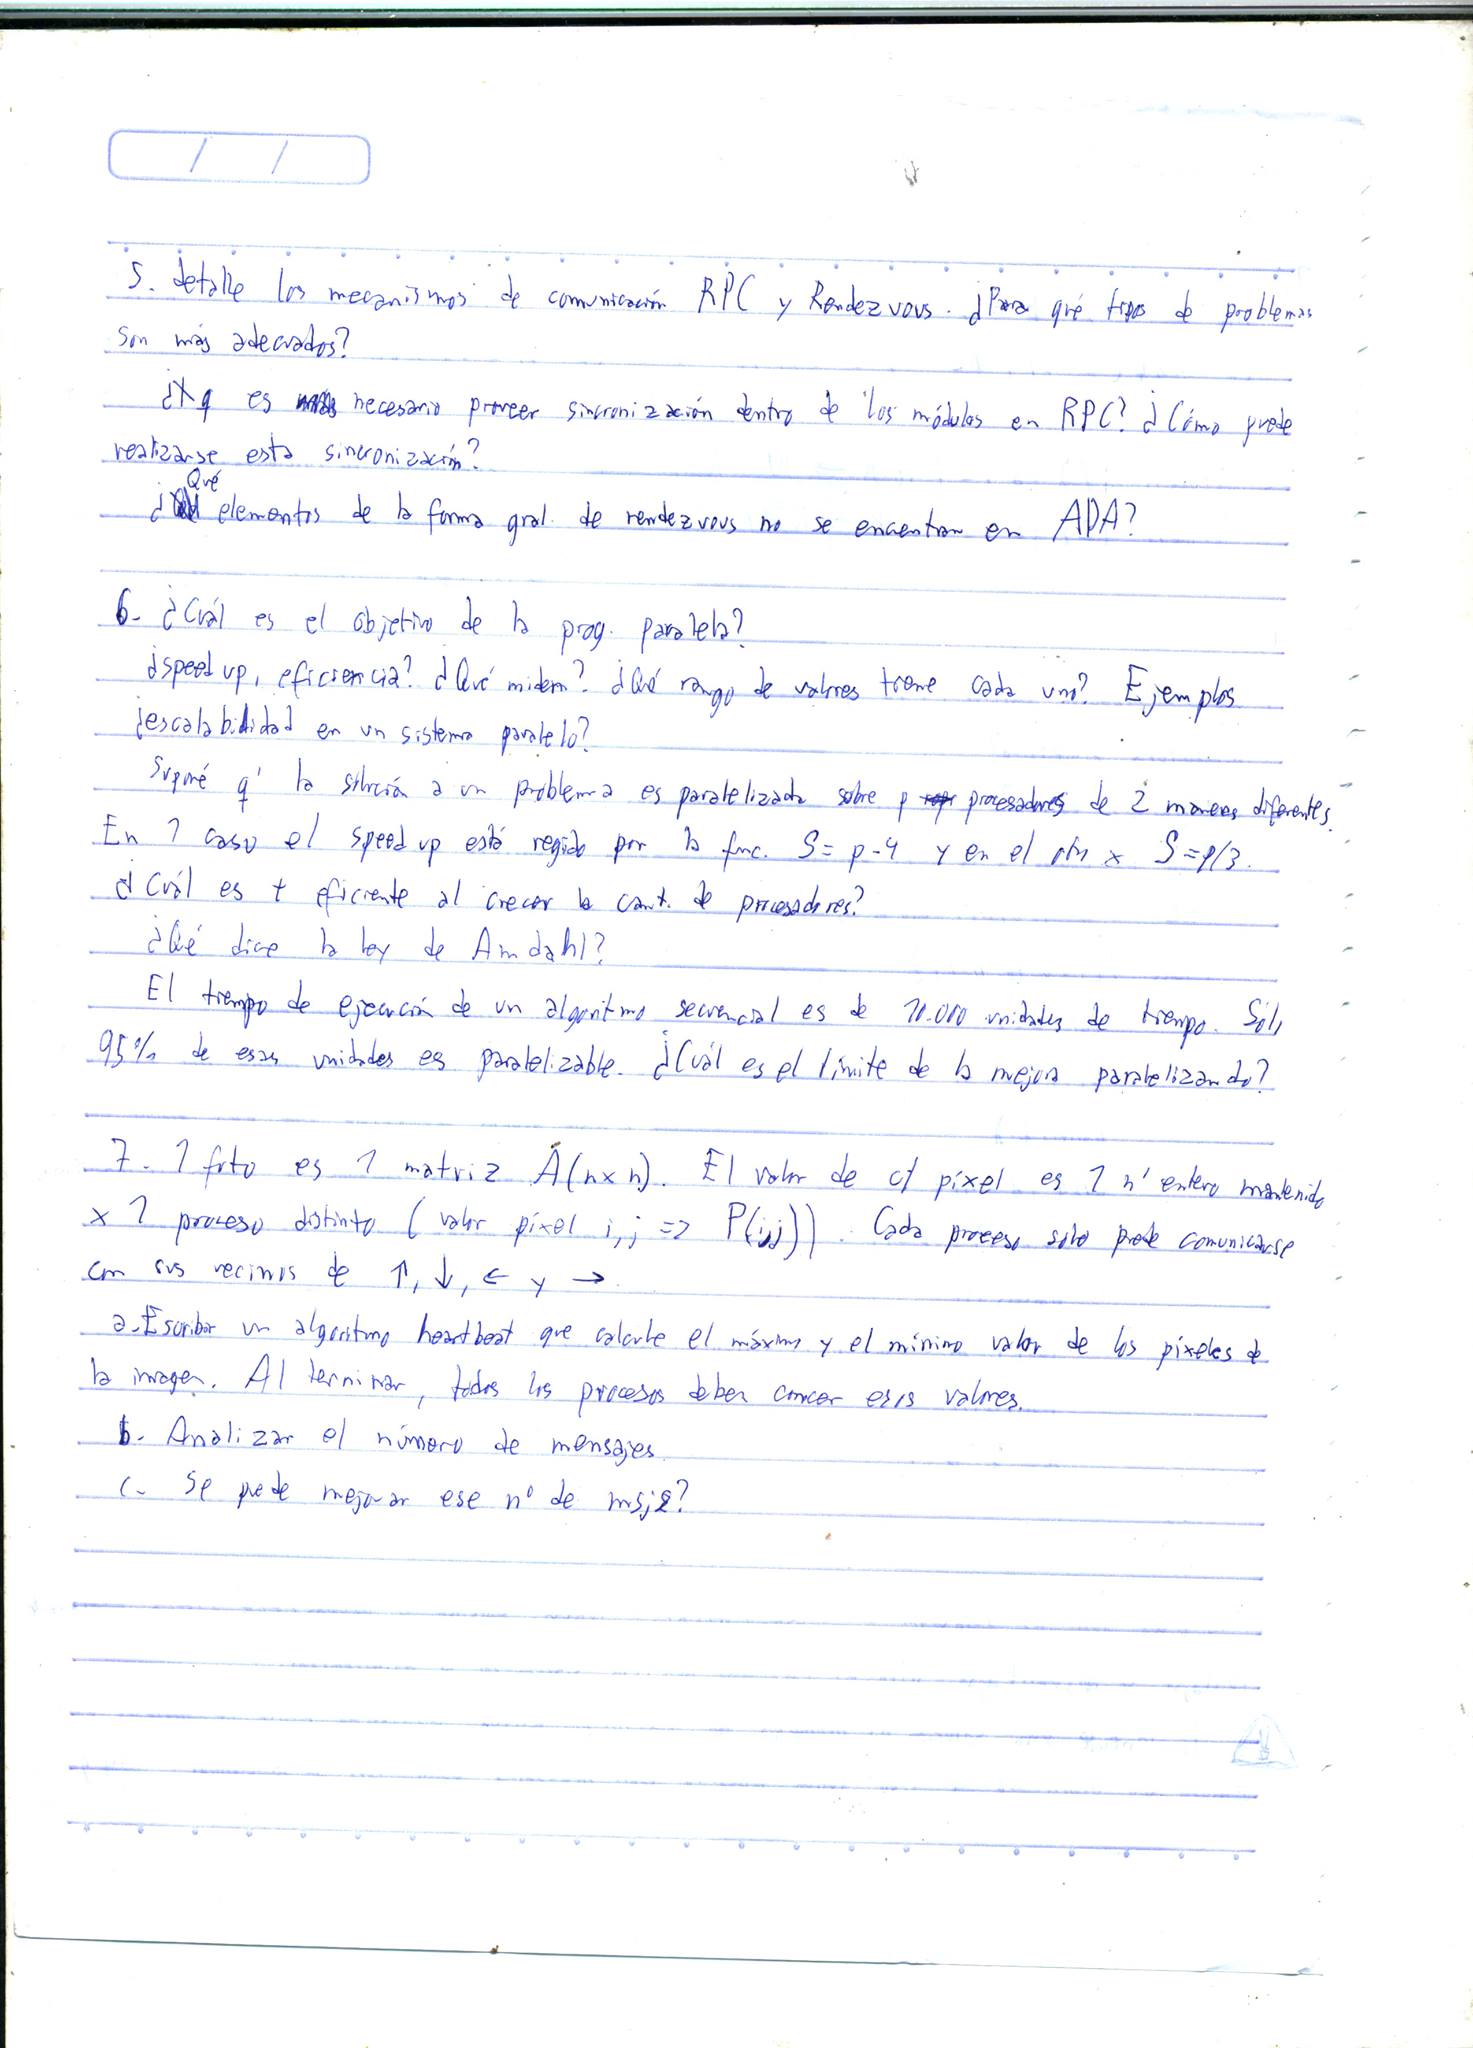 / /
5. detalle los mecanismos de comunicación RPC y Rendezvous. ¿Para qué tipos de problemas
son más adecuados?
¿X q es necesario proveer sincronización dentro de los módulos en RPC? ¿Cómo puede
realizarse esta sincronización?
¿Qué elementos de la forma gral. de rendezvous no se encuentran en ADA?
6- ¿Cuál es el objetivo de la prog. paralela?
¿speed up, eficiencia? ¿Qué miden? ¿Qué rango de valores tiene cada uno? Ejemplos
¿escalabilidad en un sistema paralelo?
Suponé q' la solución a un problema es paralelizada sobre p procesadores de 2 maneras diferentes.
En 1 caso el speed up está regido por la func. S = p-4 y en el otro x S = p/3.
¿Cuál es + eficiente al crecer la cant. de procesadores?
¿Qué dice la ley de Amdahl?
El tiempo de ejecución de un algoritmo secuencial es de 10.000 unidades de tiempo. Sólo
95% de esas unidades es paralelizable. ¿Cuál es el límite de la mejora paralelizando?
7- 1 foto es 1 matriz A(n x n). El valor de c/ píxel es 1 n° entero mantenido
x 1 proceso distinto (valor píxel i,j => P(i,j)). Cada proceso sólo puede comunicarse
con sus vecinos de ↑, ↓, ← y →.
a- Escribir un algoritmo heartbeat que calcule el máximo y el mínimo valor de los píxeles de
la imagen. Al terminar, todos los procesos deben conocer esos valores.
b- Analizar el número de mensajes
c- Se puede mejorar ese n° de msjs?